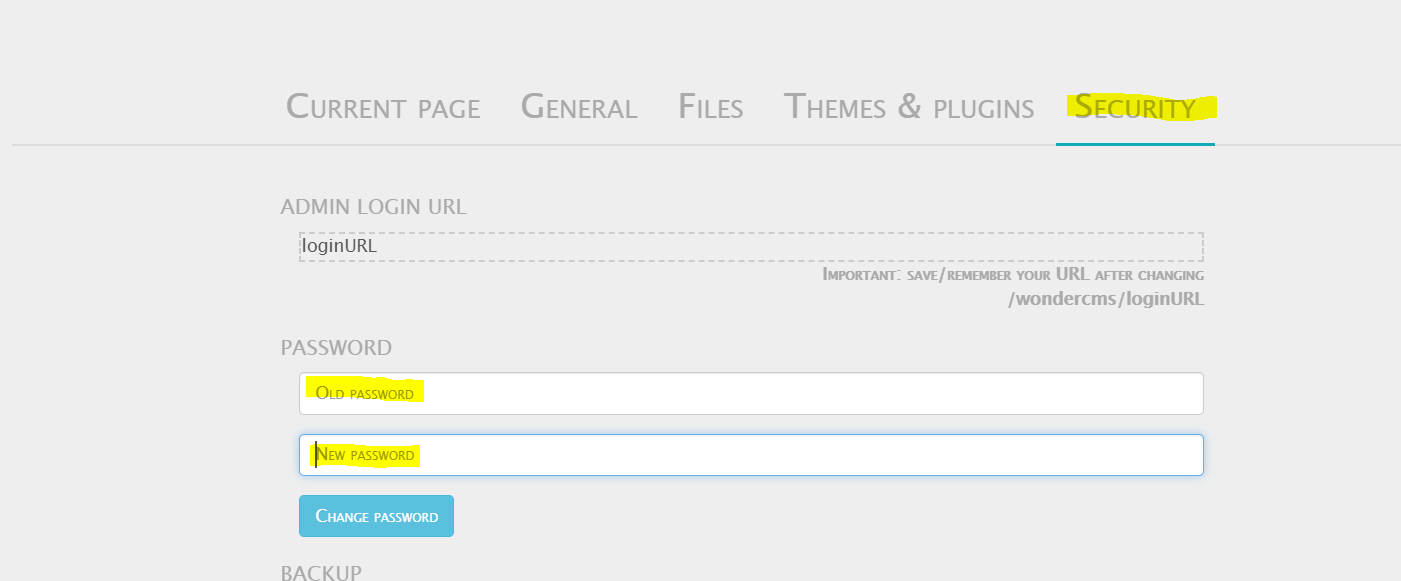 Current page General Files Themes & plugins Security
ADMIN LOGIN URL
loginURL
Important: save/remember your URL after changing
/wondercms/loginURL
PASSWORD
Old password
New password
Change password
BACKUP